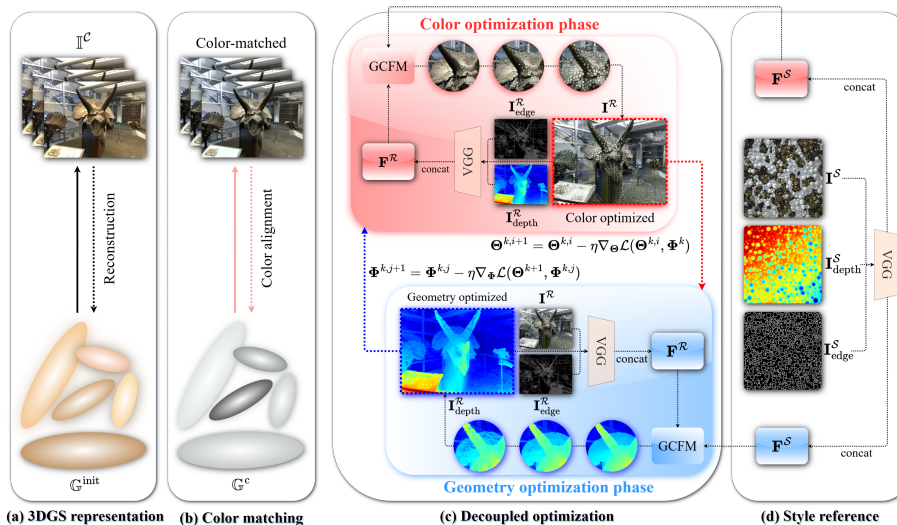 𝕀^𝒞
Reconstruction
𝔾^init
(a) 3DGS representation
Color-matched
Color alignment
𝔾^c
(b) Color matching
Color optimization phase
GCFM
I^ℛ_edge
I^ℛ
F^ℛ
concat
VGG
I^ℛ_depth
Color optimized
Θ^{k,i+1} = Θ^{k,i} − η∇_Θ ℒ(Θ^{k,i}, Φ^k)
Φ^{k,j+1} = Φ^{k,j} − η∇_Φ ℒ(Θ^{k+1}, Φ^{k,j})
Geometry optimized
I^ℛ
VGG
concat
F^ℛ
I^ℛ_depth
I^ℛ_edge
GCFM
Geometry optimization phase
(c) Decoupled optimization
F^𝒮
concat
I^𝒮
I^𝒮_depth
VGG
I^𝒮_edge
F^𝒮
concat
(d) Style reference